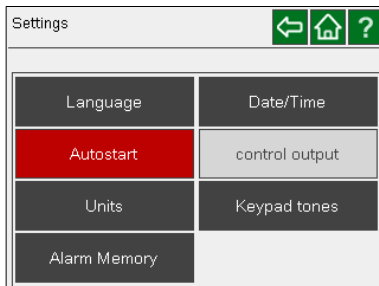 Settings
?
Language
Date/Time
Autostart
control output
Units
Keypad tones
Alarm Memory